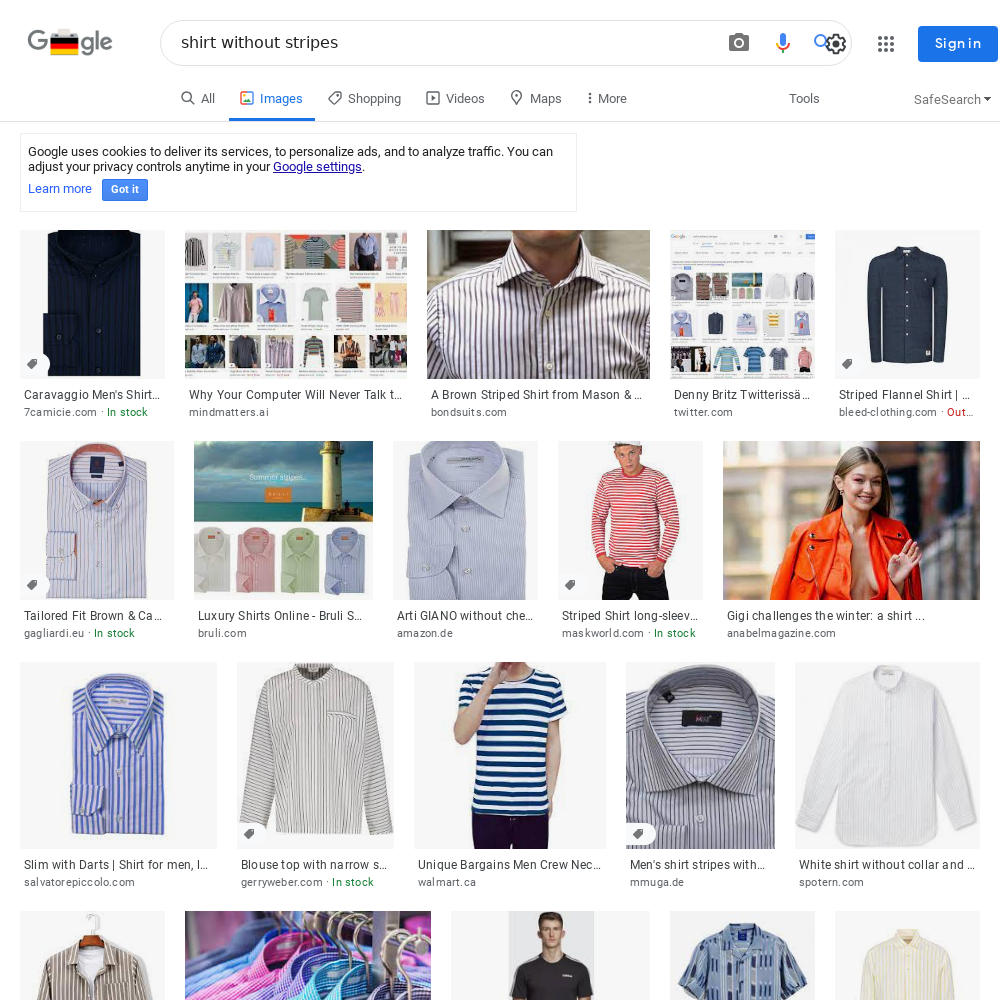 Google
shirt without stripes
Sign in
All
Images
Shopping
Videos
Maps
More
Tools
SafeSearch
Google uses cookies to deliver its services, to personalize ads, and to analyze traffic. You can
adjust your privacy controls anytime in your Google settings.
Learn more
Got it
Caravaggio Men's Shirt...
7camicie.com · In stock
Why Your Computer Will Never Talk t...
mindmatters.ai
A Brown Striped Shirt from Mason & ...
bondsuits.com
Denny Britz Twitterissä...
twitter.com
Striped Flannel Shirt | ...
bleed-clothing.com · Out...
Summer stripes...
Tailored Fit Brown & Ca...
gagliardi.eu · In stock
Luxury Shirts Online - Bruli S...
bruli.com
Arti GIANO without che...
amazon.de
Striped Shirt long-sleev...
maskworld.com · In stock
Gigi challenges the winter: a shirt ...
anabelmagazine.com
Slim with Darts | Shirt for men, l...
salvatorepiccolo.com
Blouse top with narrow s...
gerryweber.com · In stock
Unique Bargains Men Crew Nec...
walmart.ca
Men's shirt stripes with...
mmuga.de
White shirt without collar and ...
spotern.com